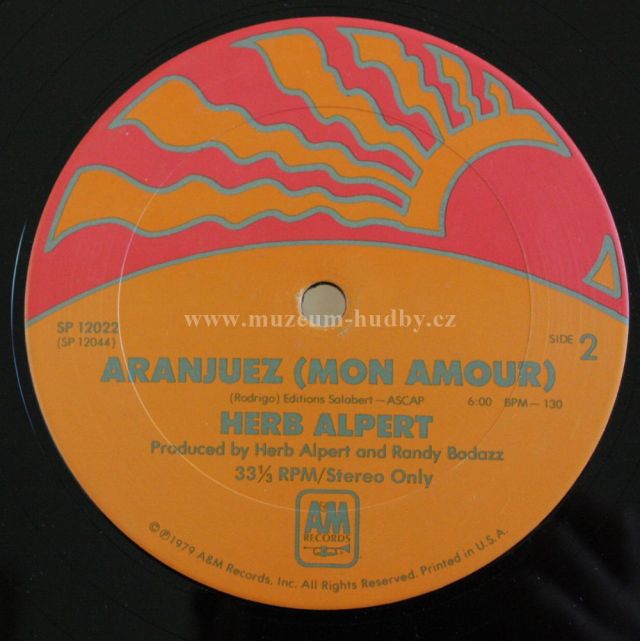 www.muzeum-hudby.cz
SP 12022
(SP 12044)
SIDE 2
ARANJUEZ (MON AMOUR)
(Rodrigo) Editions Salabert—ASCAP 6:00 BPM—130
HERB ALPERT
Produced by Herb Alpert and Randy Badazz
33⅓ RPM/Stereo Only
A&M
RECORDS
©℗1979 A&M Records, Inc. All Rights Reserved. Printed in U.S.A.